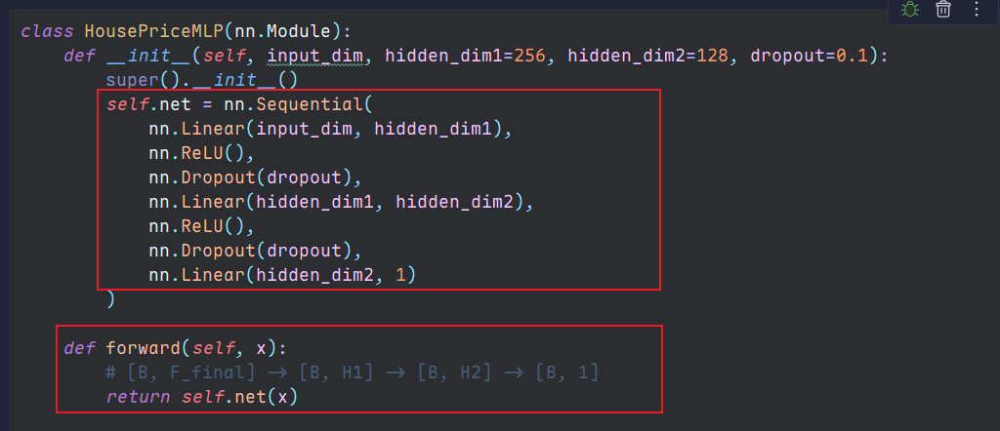 class HousePriceMLP(nn.Module):
    def __init__(self, input_dim, hidden_dim1=256, hidden_dim2=128, dropout=0.1):
        super().__init__()
        self.net = nn.Sequential(
            nn.Linear(input_dim, hidden_dim1),
            nn.ReLU(),
            nn.Dropout(dropout),
            nn.Linear(hidden_dim1, hidden_dim2),
            nn.ReLU(),
            nn.Dropout(dropout),
            nn.Linear(hidden_dim2, 1)
        )
    def forward(self, x):
        # [B, F_final] -> [B, H1] -> [B, H2] -> [B, 1]
        return self.net(x)